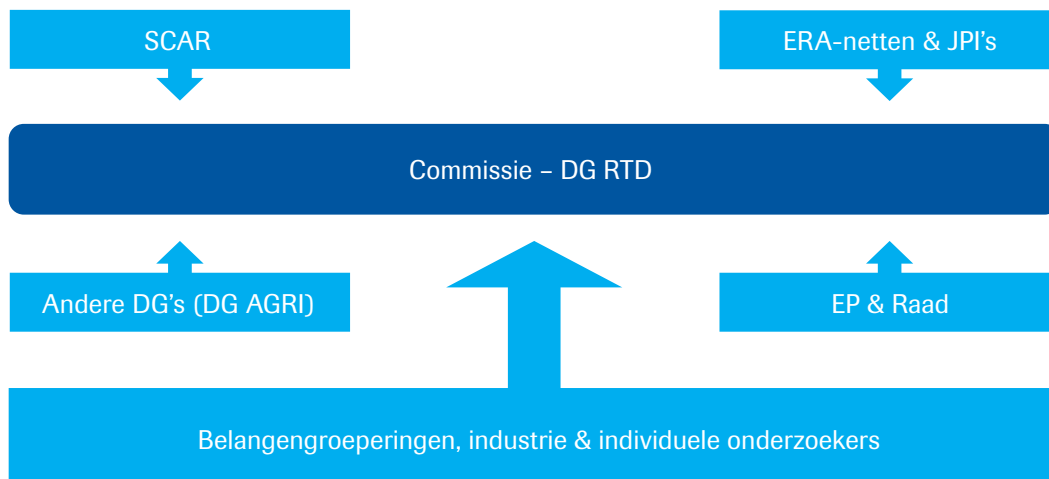 SCAR
ERA-netten & JPI's
Commissie – DG RTD
Andere DG's (DG AGRI)
EP & Raad
Belangengroeperingen, industrie & individuele onderzoekers